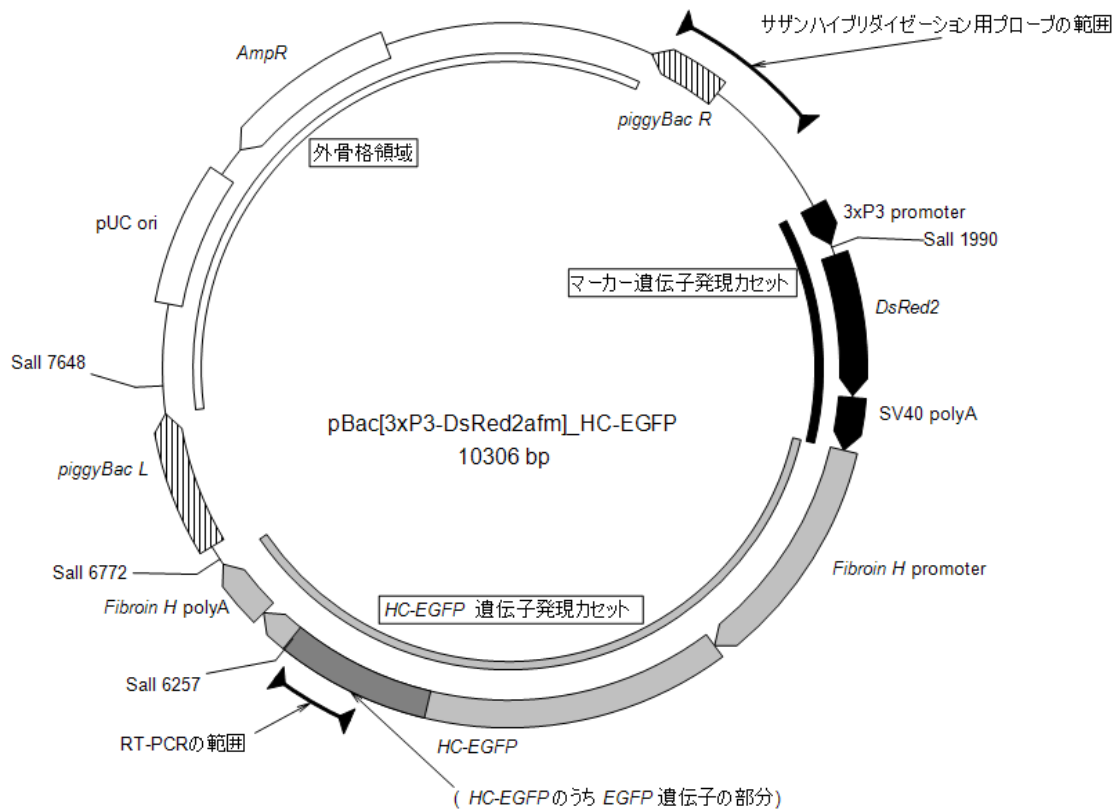 サザンハイブリダイゼーション用プローブの範囲
AmpR
piggyBac R
外骨格領域
pUC ori
3xP3 promoter
SalI 1990
マーカー遺伝子発現カセット
DsRed2
SalI 7648
SV40 polyA
pBac[3xP3-DsRed2afm]_HC-EGFP
10306 bp
piggyBac L
SalI 6772
Fibroin H promoter
Fibroin H polyA
HC-EGFP 遺伝子発現カセット
SalI 6257
RT-PCRの範囲
HC-EGFP
( HC-EGFPのうち EGFP 遺伝子の部分)